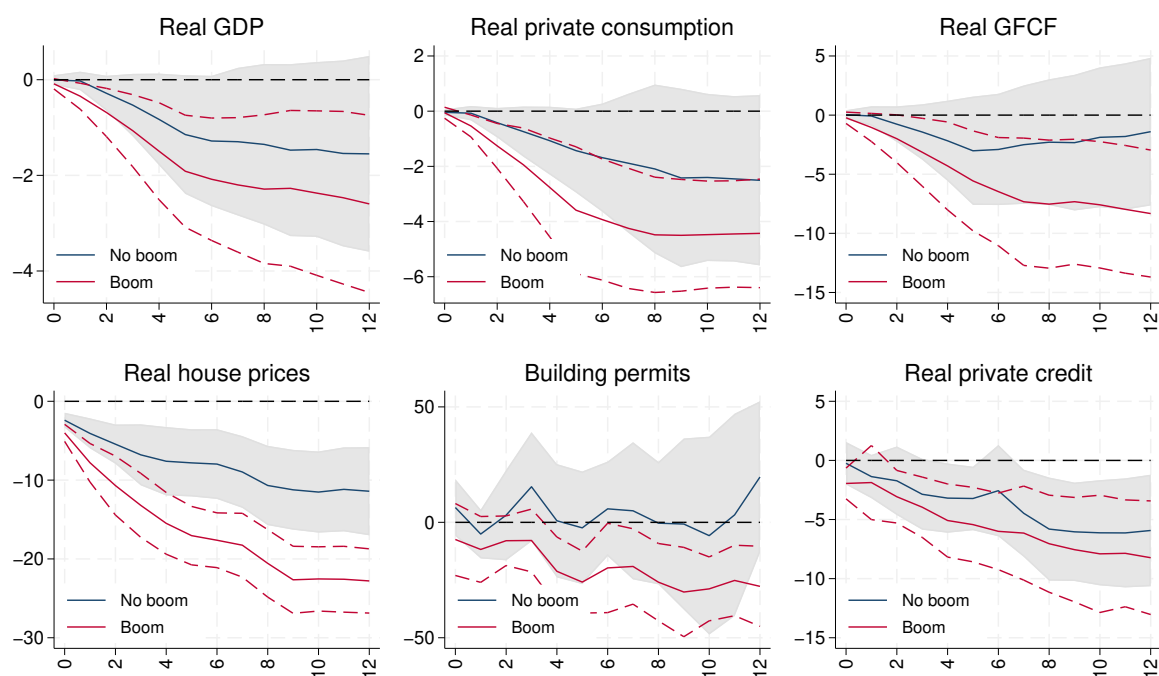 Real GDP
0
−2
−4
No boom
Boom
0 2 4 6 8 10 12
Real private consumption
2
0
−2
−4
−6
No boom
Boom
0 2 4 6 8 10 12
Real GFCF
5
0
−5
−10
−15
No boom
Boom
0 2 4 6 8 10 12
Real house prices
0
−10
−20
−30
No boom
Boom
0 2 4 6 8 10 12
Building permits
50
0
−50
No boom
Boom
0 2 4 6 8 10 12
Real private credit
5
0
−5
−10
−15
No boom
Boom
0 2 4 6 8 10 12